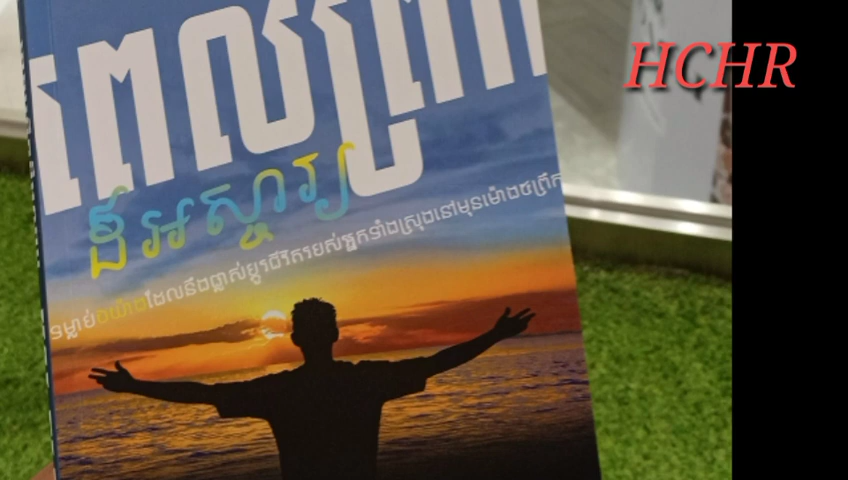 HCHR
ពេលព្រឹក
ដ៏អស្ចារ្យ
ទម្លាប់៦យ៉ាងដែលនឹងផ្លាស់ប្តូរជីវិតរបស់អ្នកទាំងស្រុងនៅមុនម៉ោង៨ព្រឹក